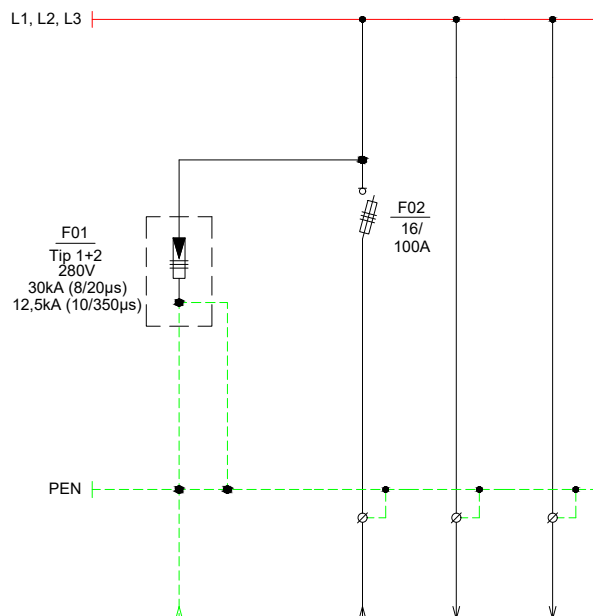 L1, L2, L3
F01
Tip 1+2
280V
30kA (8/20µs)
12,5kA (10/350µs)
F02
16/
100A
PEN